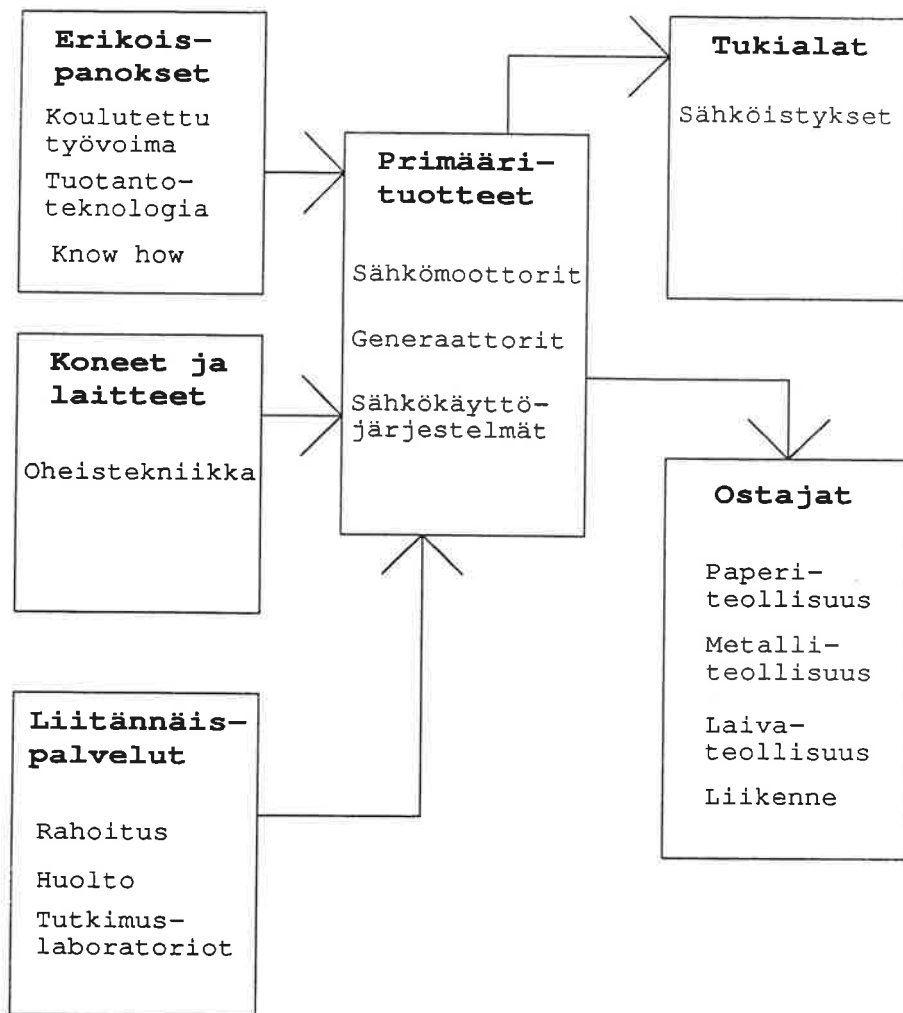 Erikois-
panokset
Koulutettu
työvoima
Tuotanto-
teknologia
Know how
Koneet ja
laitteet
Oheistekniikka
Liitännäis-
palvelut
Rahoitus
Huolto
Tutkimus-
laboratoriot
Primääri-
tuotteet
Sähkömoottorit
Generaattorit
Sähkökäyttö-
järjestelmät
Tukialat
Sähköistykset
Ostajat
Paperi-
teollisuus
Metalli-
teollisuus
Laiva-
teollisuus
Liikenne